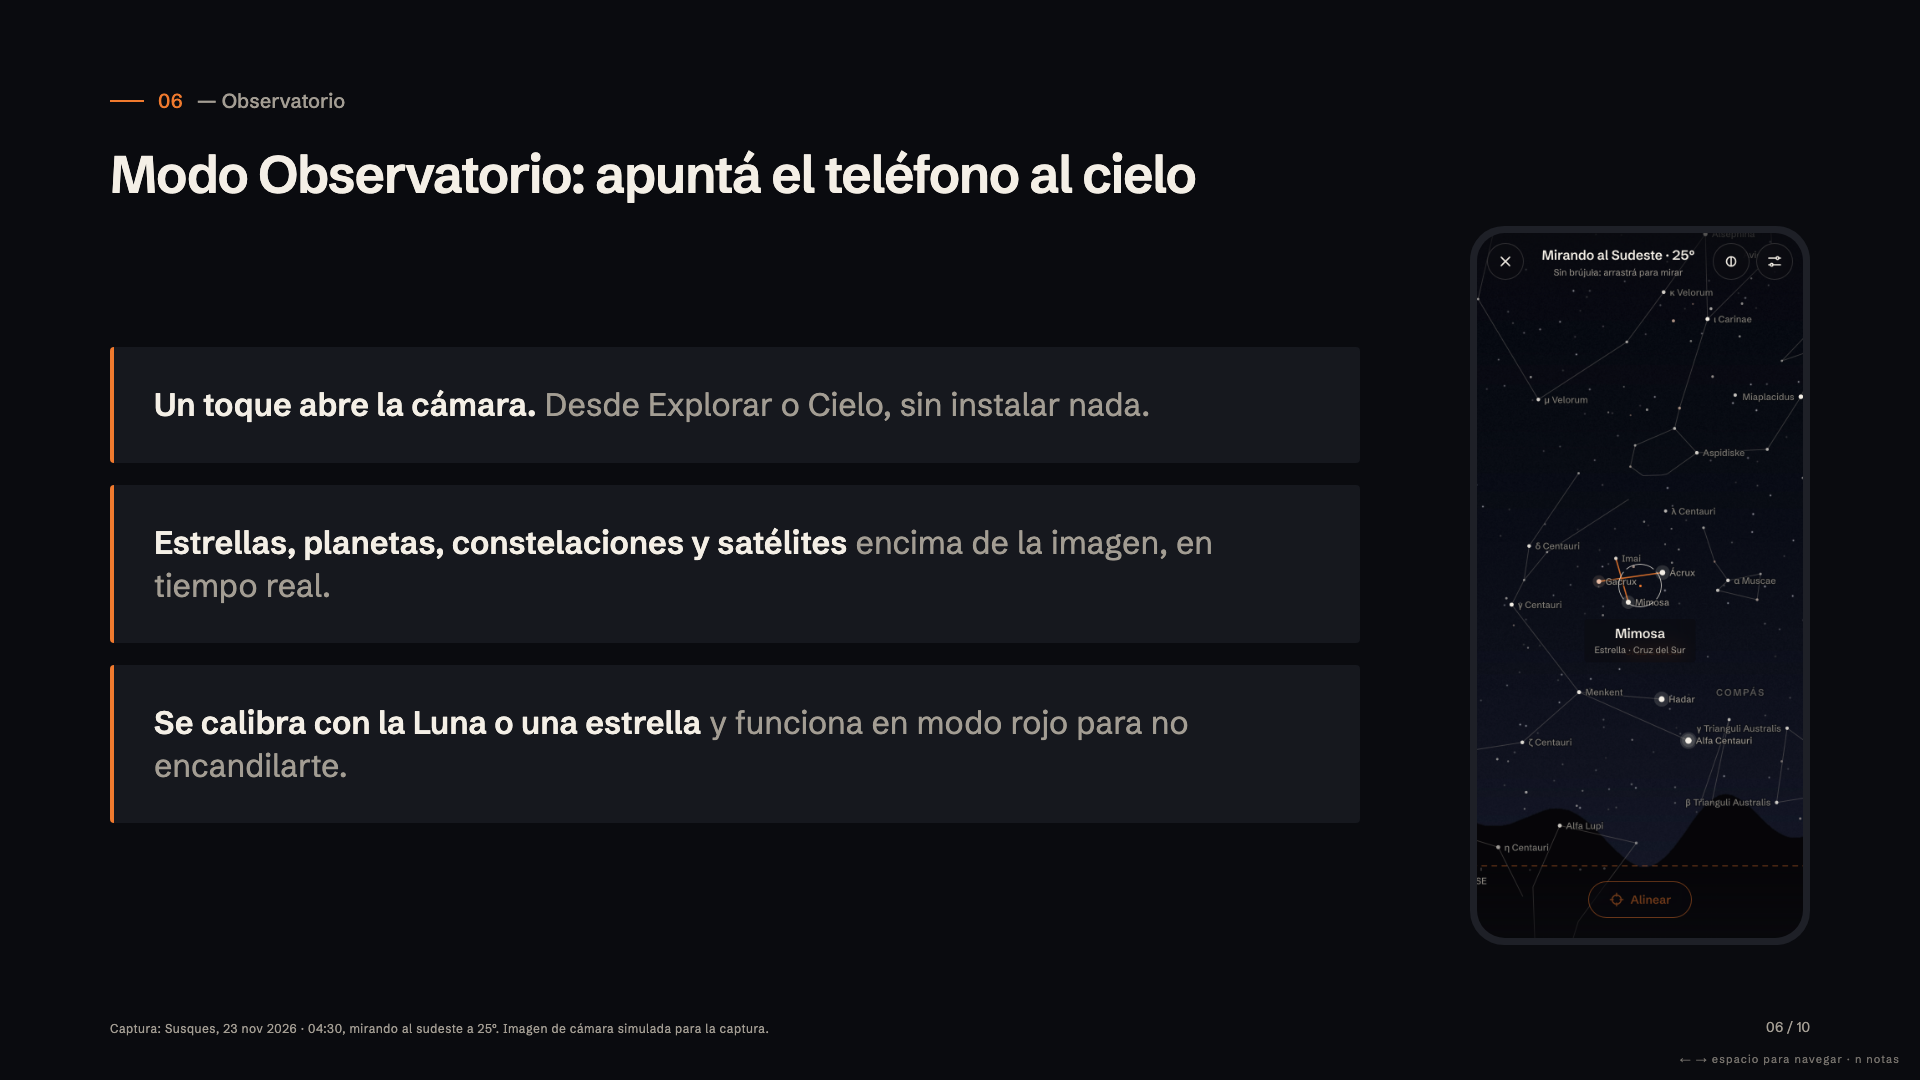 06 — Observatorio
Modo Observatorio: apuntá el teléfono al cielo
Un toque abre la cámara. Desde Explorar o Cielo, sin instalar nada.
Estrellas, planetas, constelaciones y satélites encima de la imagen, en
tiempo real.
Se calibra con la Luna o una estrella y funciona en modo rojo para no
encandilarte.
Mirando al Sudeste · 25°
Sin brújula: arrastrá para mirar
κ Velorum
ι Carinae
μ Velorum
Miaplacidus
Aspidiske
λ Centauri
δ Centauri
Imai
Gacrux
Ácrux
α Muscae
γ Centauri
Mimosa
Mimosa
Estrella · Cruz del Sur
Menkent
Hadar
COMPÁS
γ Trianguli Australis
ζ Centauri
Alfa Centauri
β Trianguli Australis
Alfa Lupi
η Centauri
SE
Alinear
Captura: Susques, 23 nov 2026 · 04:30, mirando al sudeste a 25°. Imagen de cámara simulada para la captura.
06 / 10
← → espacio para navegar · n notas